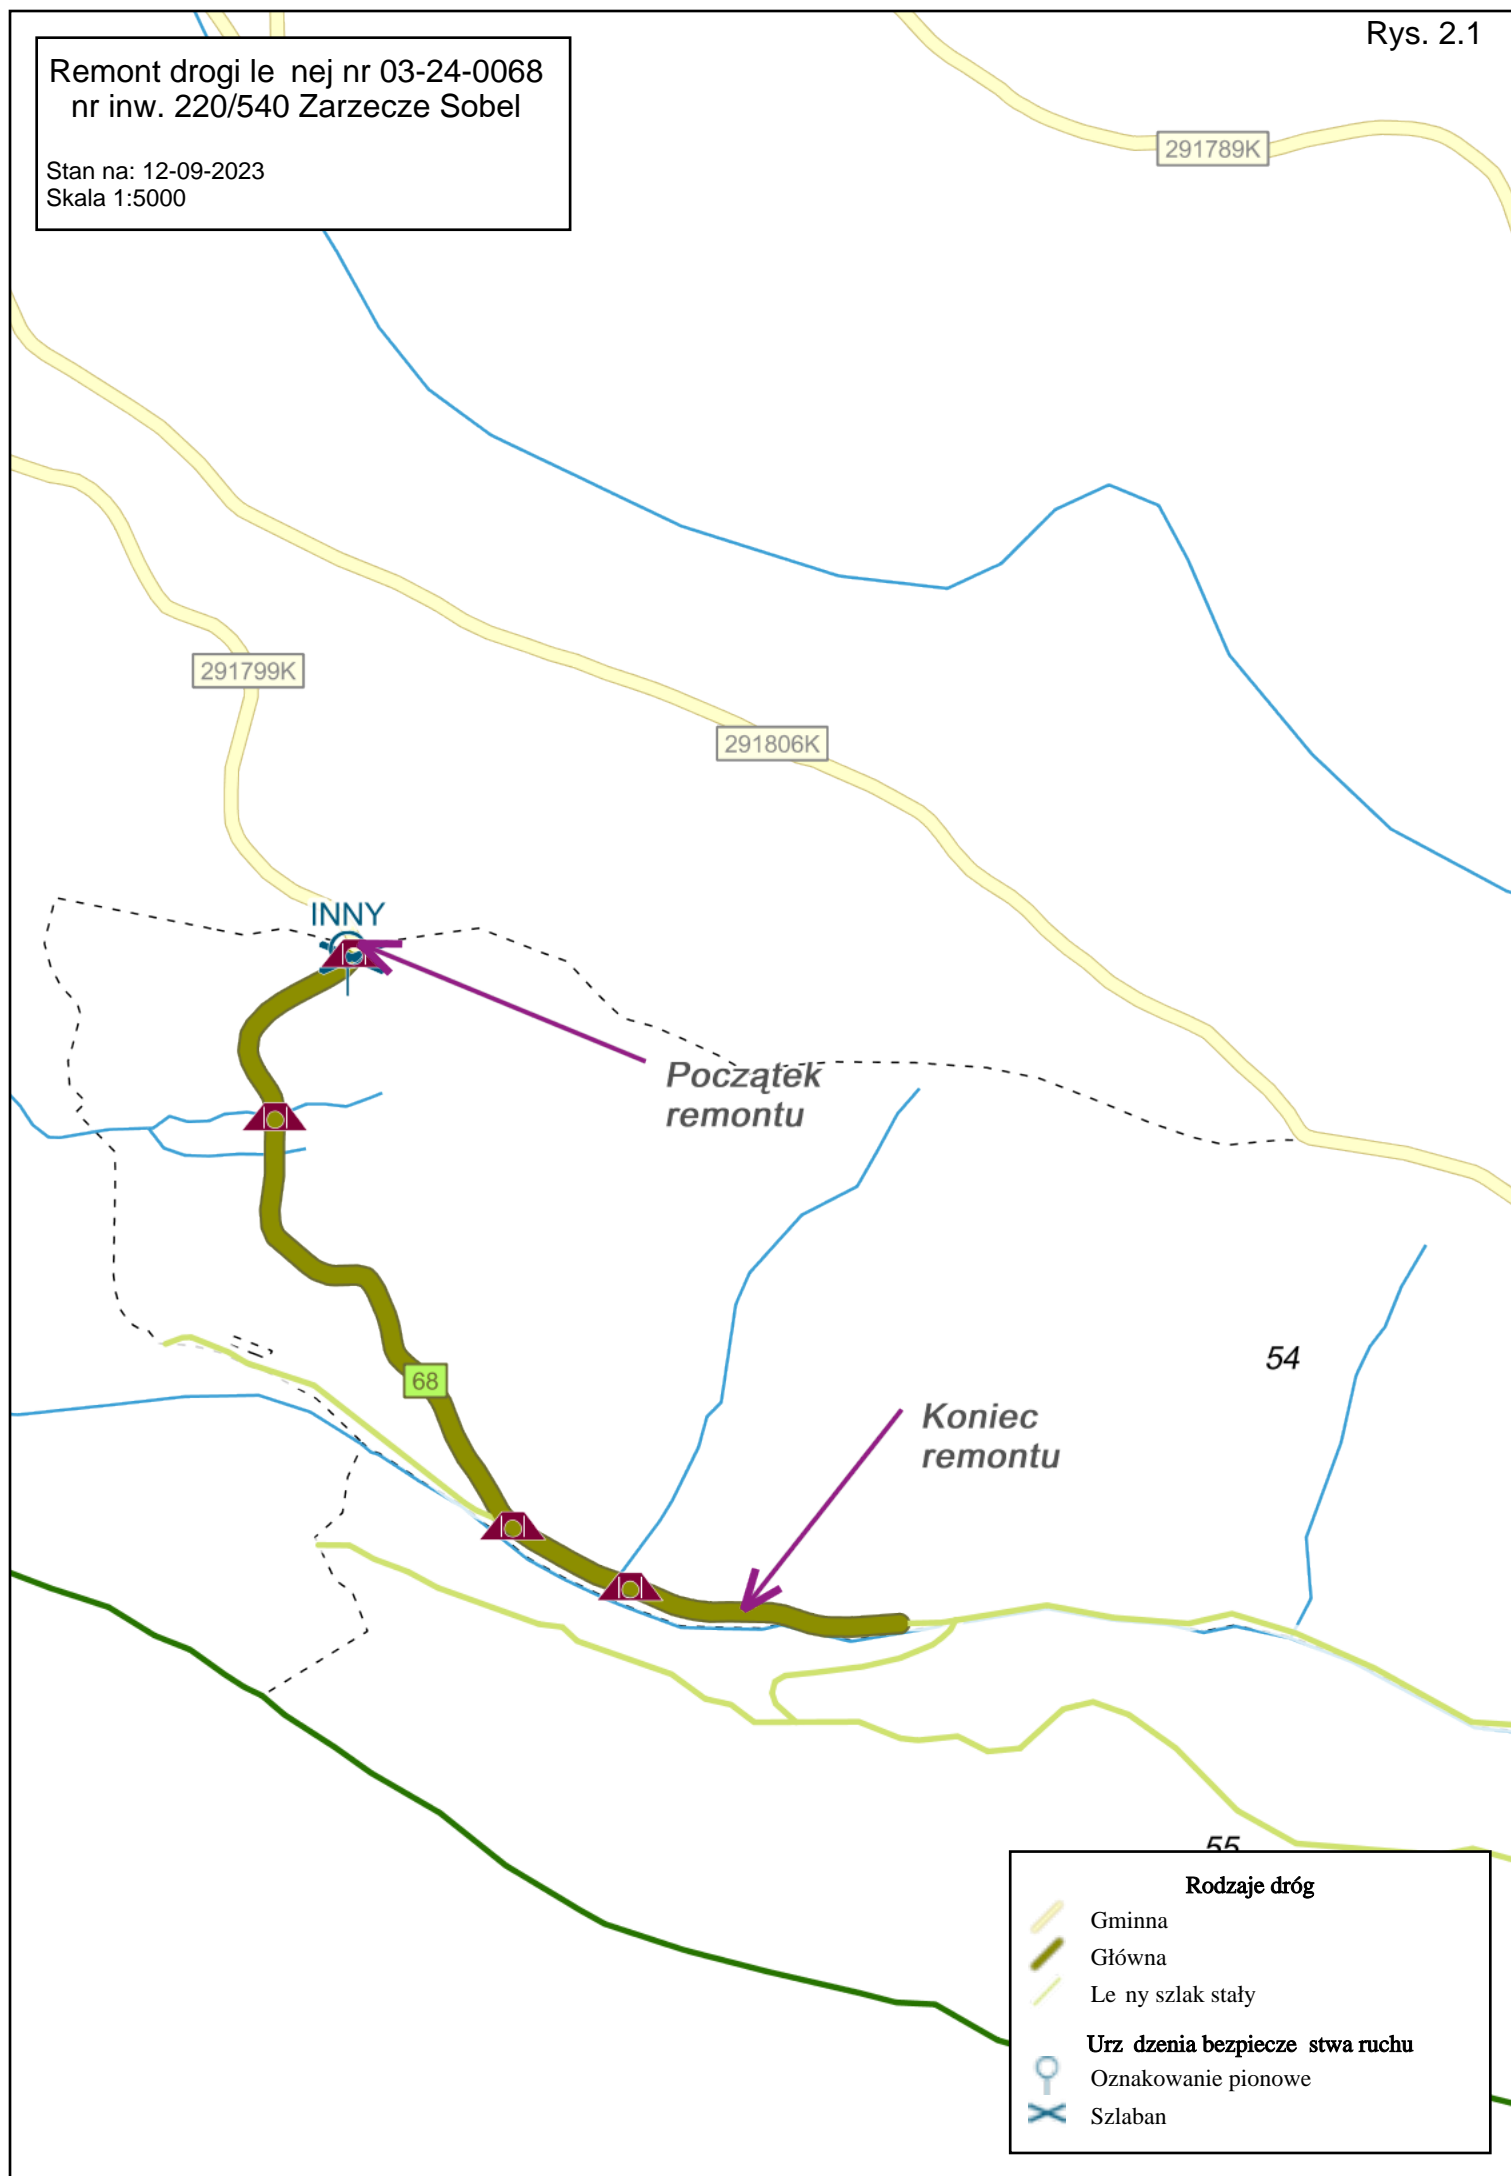 Rys. 2.1
Remont drogi le nej nr 03-24-0068
nr inw. 220/540 Zarzecze Sobel
Stan na: 12-09-2023
Skala 1:5000
291789K
291799K
291806K
INNY
Początek
remontu
54
68
Koniec
remontu
55
Rodzaje dróg
Gminna
Główna
Le ny szlak stały
Urz dzenia bezpiecze stwa ruchu
Oznakowanie pionowe
Szlaban